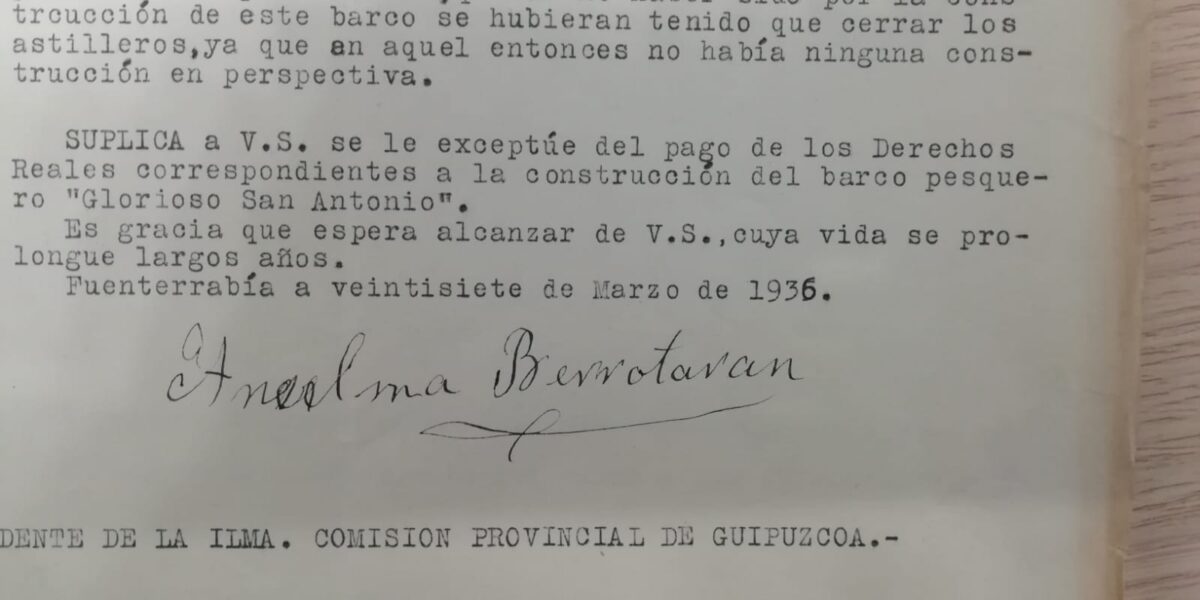 trcucción de este barco se hubieran tenido que cerrar los
astilleros,ya que en aquel entonces no había ninguna cons-
trucción en perspectiva.
SUPLICA a V.S. se le exceptúe del pago de los Derechos
Reales correspondientes a la construcción del barco pesque-
ro "Glorioso San Antonio".
Es gracia que espera alcanzar de V.S.,cuya vida se pro-
longue largos años.
Fuenterrabía a veintisiete de Marzo de 1936.
Anselma Berrotaran
DENTE DE LA ILMA. COMISION PROVINCIAL DE GUIPUZCOA.-